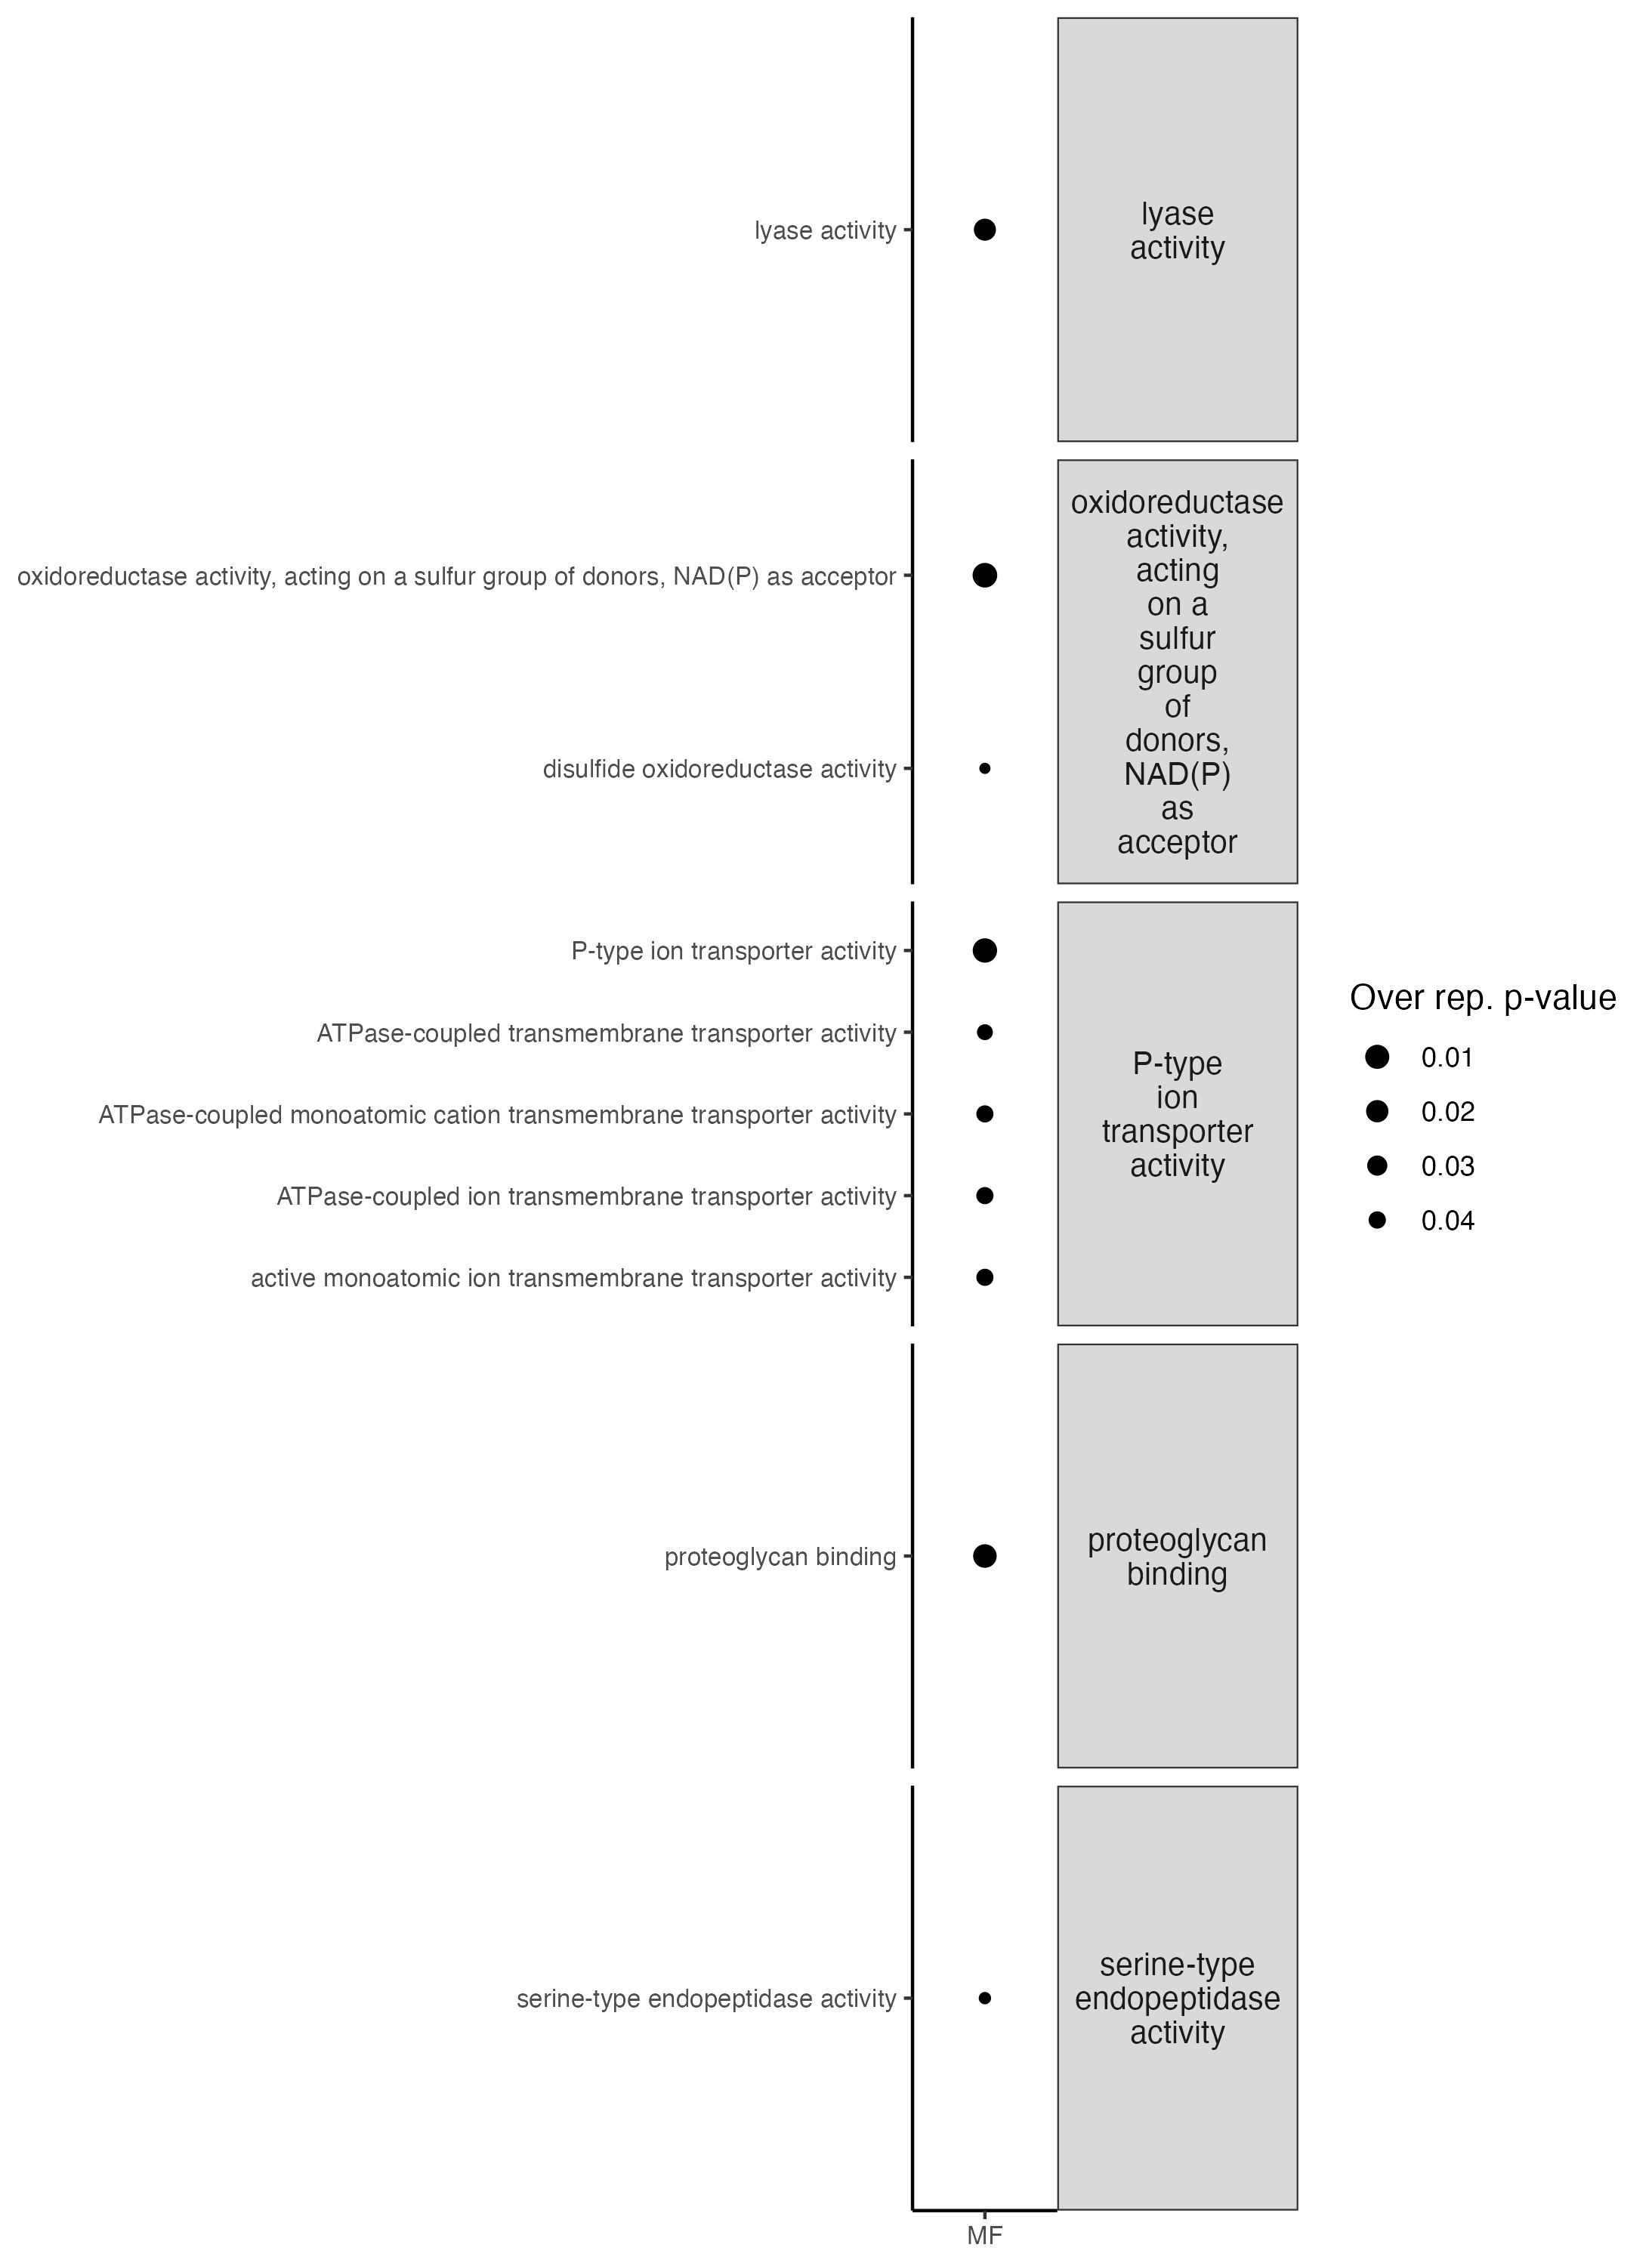 lyase activity
lyase
activity
oxidoreductase activity, acting on a sulfur group of donors, NAD(P) as acceptor
disulfide oxidoreductase activity
oxidoreductase
activity,
acting
on a
sulfur
group
of
donors,
NAD(P)
as
acceptor
P-type ion transporter activity
ATPase-coupled transmembrane transporter activity
ATPase-coupled monoatomic cation transmembrane transporter activity
ATPase-coupled ion transmembrane transporter activity
active monoatomic ion transmembrane transporter activity
P-type
ion
transporter
activity
proteoglycan binding
proteoglycan
binding
serine-type endopeptidase activity
serine-type
endopeptidase
activity
MF
Over rep. p-value
0.01
0.02
0.03
0.04